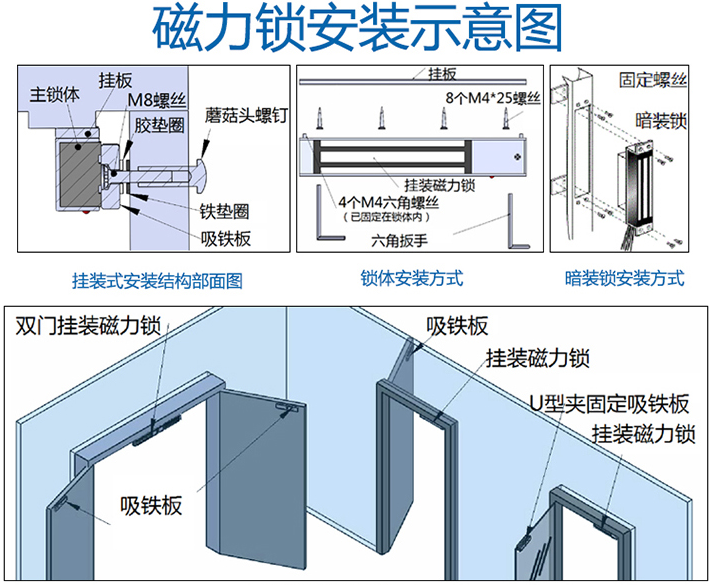 磁力锁安装示意图
挂板
主锁体
M8螺丝
胶垫圈
蘑菇头螺钉
铁垫圈
吸铁板
挂装式安装结构部面图
挂板
8个M4*25螺丝
挂装磁力锁
4个M4六角螺丝
(已固定在锁体内)
六角扳手
锁体安装方式
固定螺丝
暗装锁
暗装锁安装方式
双门挂装磁力锁
吸铁板
吸铁板
挂装磁力锁
U型夹固定吸铁板
挂装磁力锁